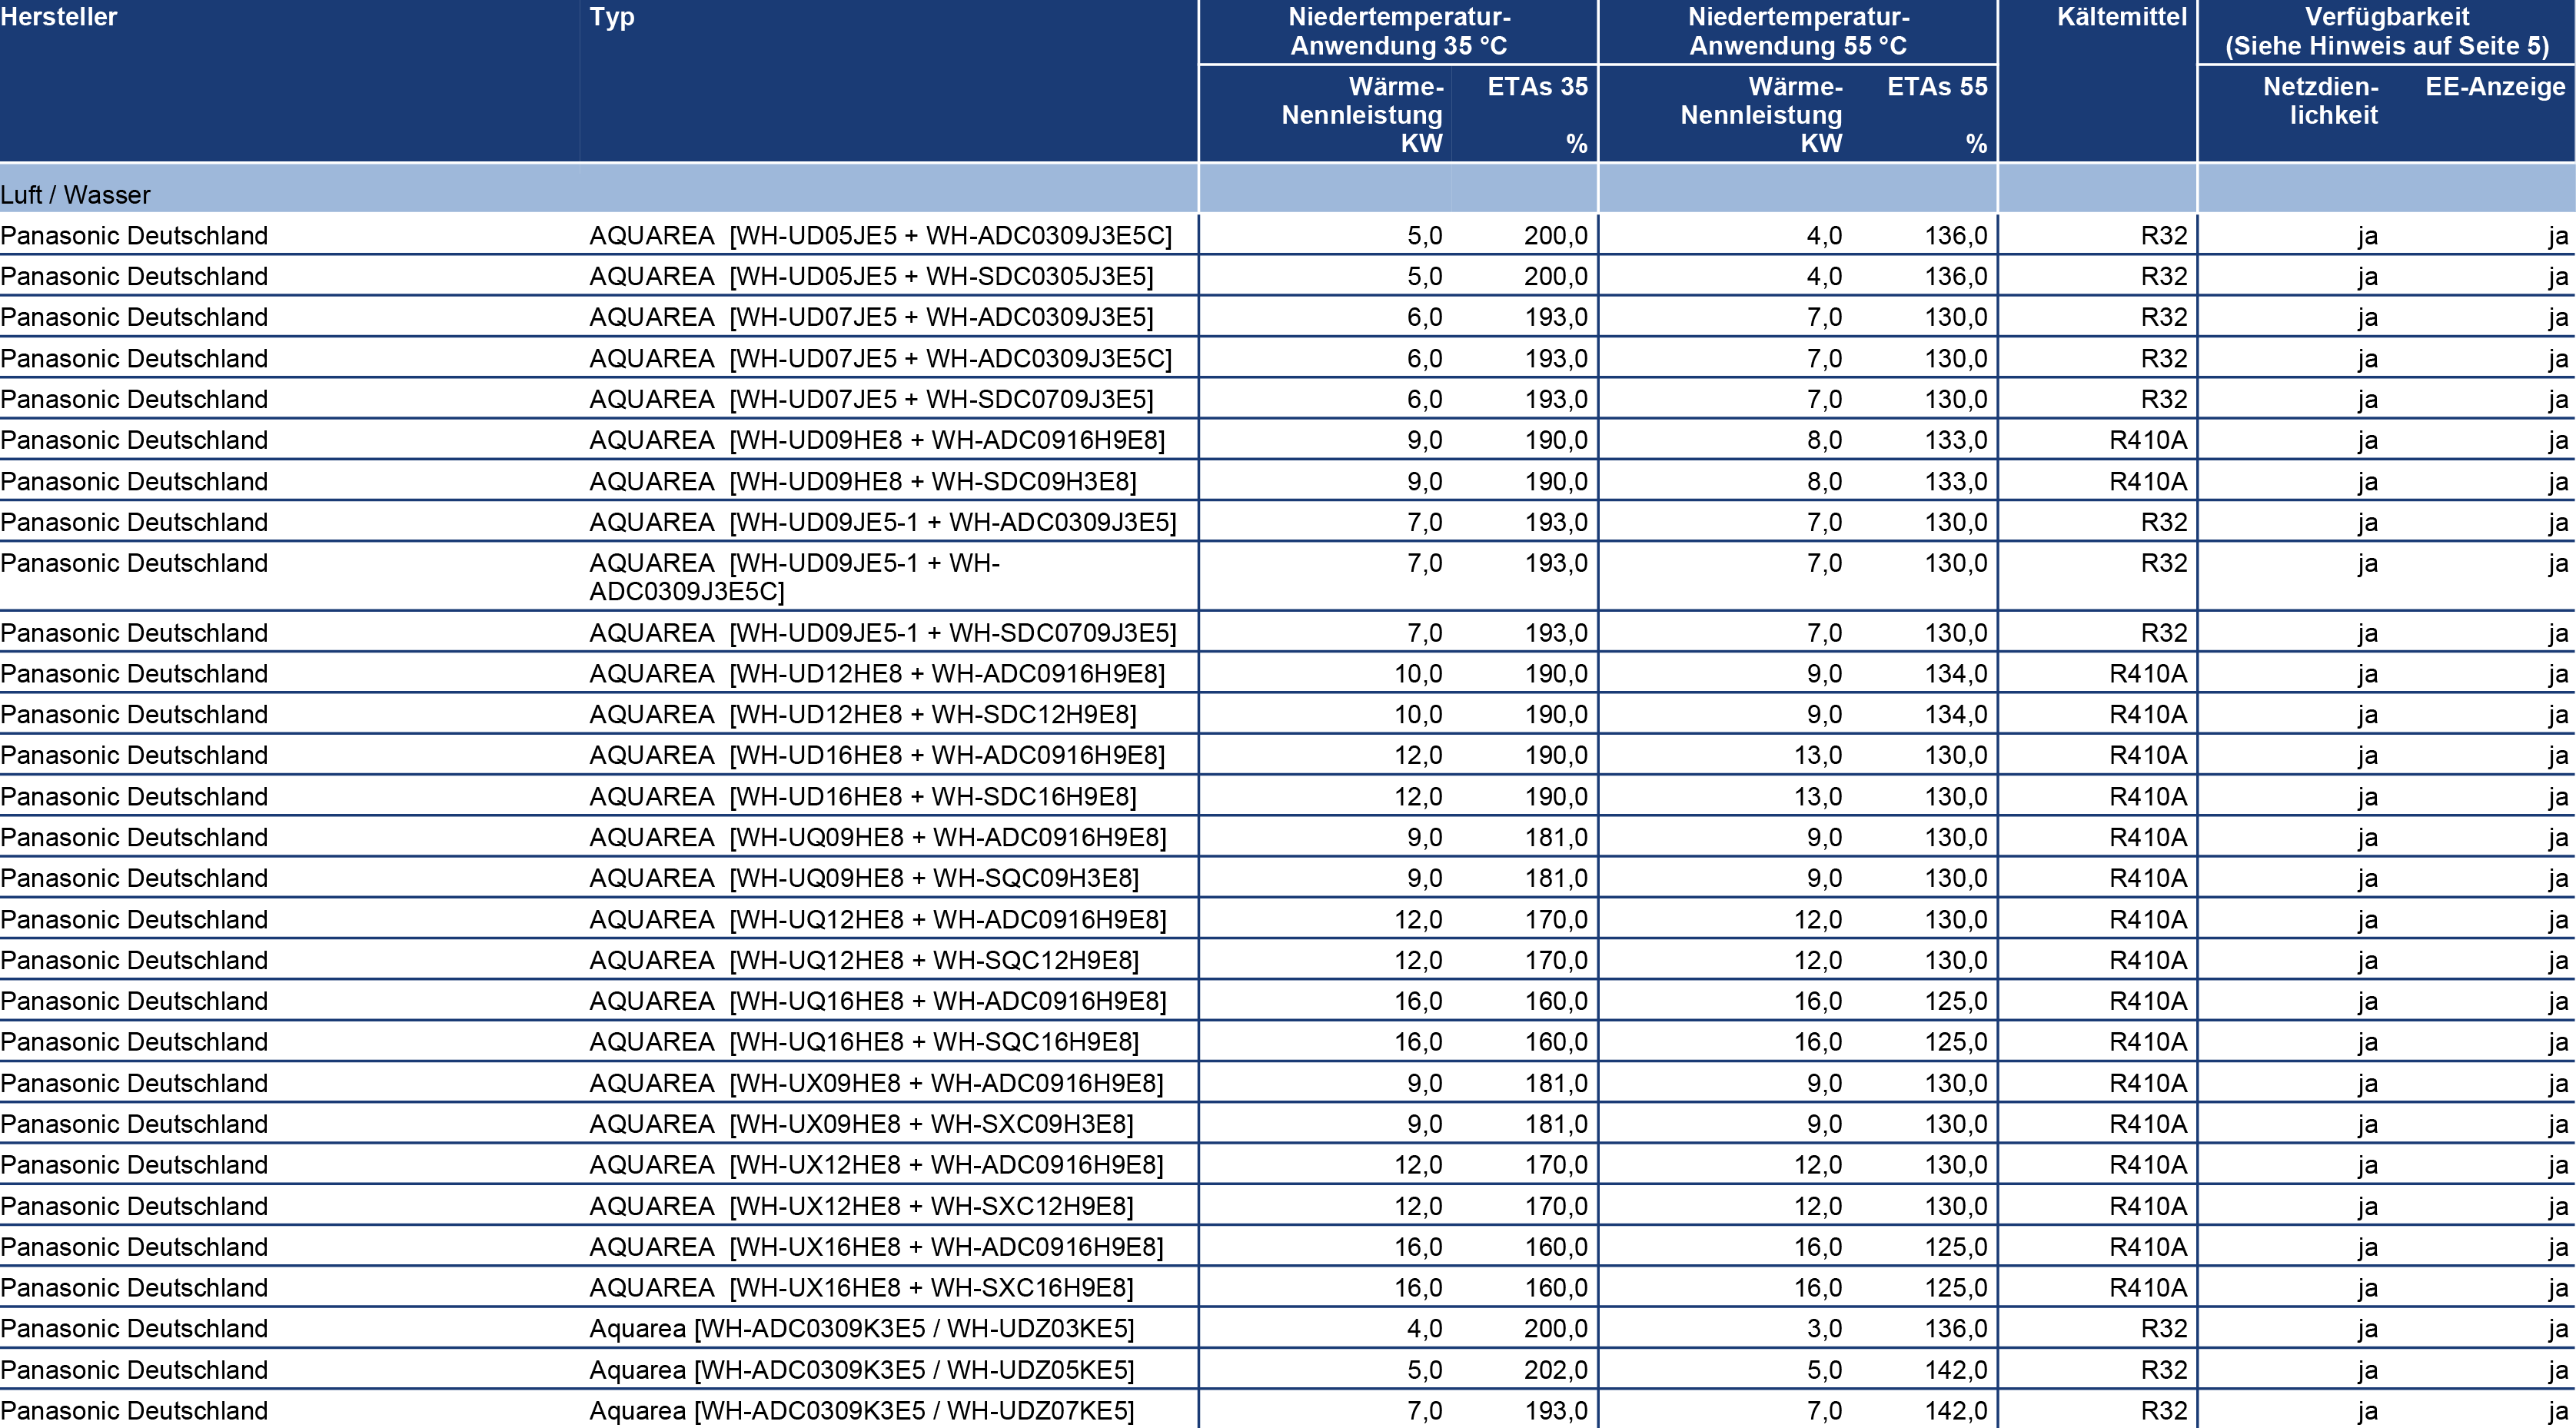 Hersteller Typ Niedertemperatur- Niedertemperatur- Kältemittel Verfügbarkeit
Anwendung 35 °C Anwendung 55 °C (Siehe Hinweis auf Seite 5)
Wärme- ETAs 35 Wärme- ETAs 55 Netzdien- EE-Anzeige
Nennleistung Nennleistung lichkeit
KW % KW %
Luft / Wasser
Panasonic Deutschland AQUAREA [WH-UD05JE5 + WH-ADC0309J3E5C] 5,0 200,0 4,0 136,0 R32 ja ja
Panasonic Deutschland AQUAREA [WH-UD05JE5 + WH-SDC0305J3E5] 5,0 200,0 4,0 136,0 R32 ja ja
Panasonic Deutschland AQUAREA [WH-UD07JE5 + WH-ADC0309J3E5] 6,0 193,0 7,0 130,0 R32 ja ja
Panasonic Deutschland AQUAREA [WH-UD07JE5 + WH-ADC0309J3E5C] 6,0 193,0 7,0 130,0 R32 ja ja
Panasonic Deutschland AQUAREA [WH-UD07JE5 + WH-SDC0709J3E5] 6,0 193,0 7,0 130,0 R32 ja ja
Panasonic Deutschland AQUAREA [WH-UD09HE8 + WH-ADC0916H9E8] 9,0 190,0 8,0 133,0 R410A ja ja
Panasonic Deutschland AQUAREA [WH-UD09HE8 + WH-SDC09H3E8] 9,0 190,0 8,0 133,0 R410A ja ja
Panasonic Deutschland AQUAREA [WH-UD09JE5-1 + WH-ADC0309J3E5] 7,0 193,0 7,0 130,0 R32 ja ja
Panasonic Deutschland AQUAREA [WH-UD09JE5-1 + WH- 7,0 193,0 7,0 130,0 R32 ja ja
ADC0309J3E5C]
Panasonic Deutschland AQUAREA [WH-UD09JE5-1 + WH-SDC0709J3E5] 7,0 193,0 7,0 130,0 R32 ja ja
Panasonic Deutschland AQUAREA [WH-UD12HE8 + WH-ADC0916H9E8] 10,0 190,0 9,0 134,0 R410A ja ja
Panasonic Deutschland AQUAREA [WH-UD12HE8 + WH-SDC12H9E8] 10,0 190,0 9,0 134,0 R410A ja ja
Panasonic Deutschland AQUAREA [WH-UD16HE8 + WH-ADC0916H9E8] 12,0 190,0 13,0 130,0 R410A ja ja
Panasonic Deutschland AQUAREA [WH-UD16HE8 + WH-SDC16H9E8] 12,0 190,0 13,0 130,0 R410A ja ja
Panasonic Deutschland AQUAREA [WH-UQ09HE8 + WH-ADC0916H9E8] 9,0 181,0 9,0 130,0 R410A ja ja
Panasonic Deutschland AQUAREA [WH-UQ09HE8 + WH-SQC09H3E8] 9,0 181,0 9,0 130,0 R410A ja ja
Panasonic Deutschland AQUAREA [WH-UQ12HE8 + WH-ADC0916H9E8] 12,0 170,0 12,0 130,0 R410A ja ja
Panasonic Deutschland AQUAREA [WH-UQ12HE8 + WH-SQC12H9E8] 12,0 170,0 12,0 130,0 R410A ja ja
Panasonic Deutschland AQUAREA [WH-UQ16HE8 + WH-ADC0916H9E8] 16,0 160,0 16,0 125,0 R410A ja ja
Panasonic Deutschland AQUAREA [WH-UQ16HE8 + WH-SQC16H9E8] 16,0 160,0 16,0 125,0 R410A ja ja
Panasonic Deutschland AQUAREA [WH-UX09HE8 + WH-ADC0916H9E8] 9,0 181,0 9,0 130,0 R410A ja ja
Panasonic Deutschland AQUAREA [WH-UX09HE8 + WH-SXC09H3E8] 9,0 181,0 9,0 130,0 R410A ja ja
Panasonic Deutschland AQUAREA [WH-UX12HE8 + WH-ADC0916H9E8] 12,0 170,0 12,0 130,0 R410A ja ja
Panasonic Deutschland AQUAREA [WH-UX12HE8 + WH-SXC12H9E8] 12,0 170,0 12,0 130,0 R410A ja ja
Panasonic Deutschland AQUAREA [WH-UX16HE8 + WH-ADC0916H9E8] 16,0 160,0 16,0 125,0 R410A ja ja
Panasonic Deutschland AQUAREA [WH-UX16HE8 + WH-SXC16H9E8] 16,0 160,0 16,0 125,0 R410A ja ja
Panasonic Deutschland Aquarea [WH-ADC0309K3E5 / WH-UDZ03KE5] 4,0 200,0 3,0 136,0 R32 ja ja
Panasonic Deutschland Aquarea [WH-ADC0309K3E5 / WH-UDZ05KE5] 5,0 202,0 5,0 142,0 R32 ja ja
Panasonic Deutschland Aquarea [WH-ADC0309K3E5 / WH-UDZ07KE5] 7,0 193,0 7,0 142,0 R32 ja ja